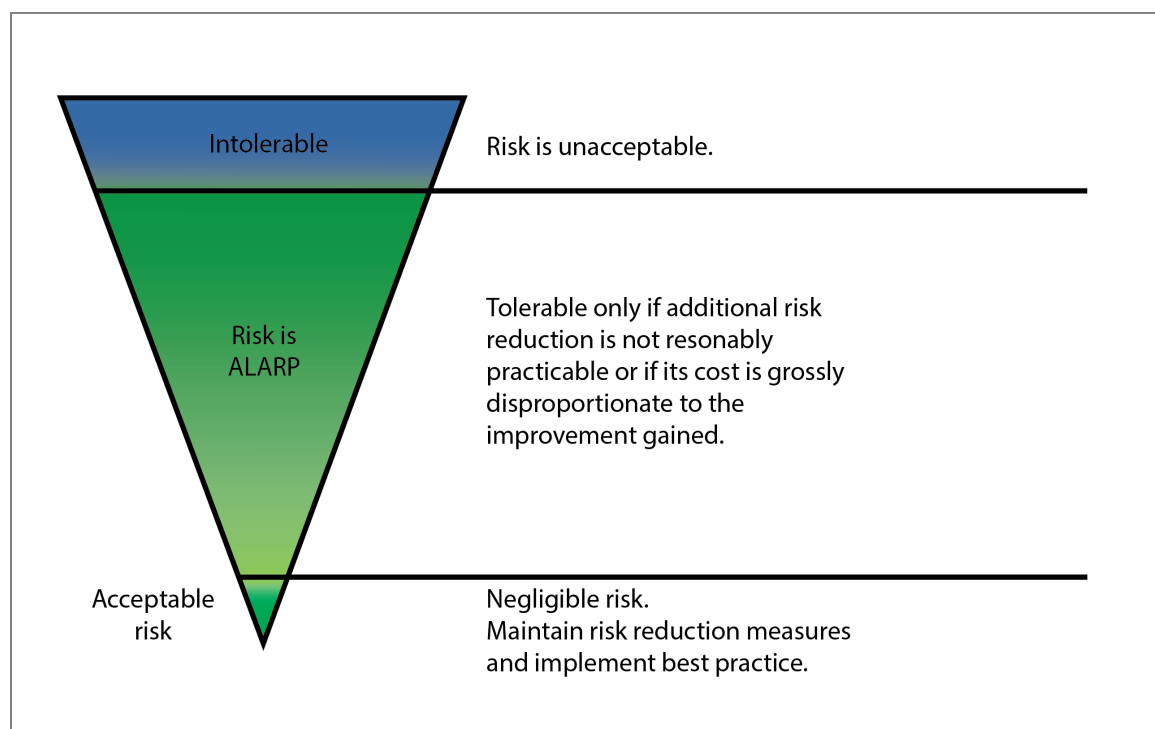 Intolerable
Risk is unacceptable.
Risk is
ALARP
Tolerable only if additional risk
reduction is not resonably
practicable or if its cost is grossly
disproportionate to the
improvement gained.
Acceptable
risk
Negligible risk.
Maintain risk reduction measures
and implement best practice.